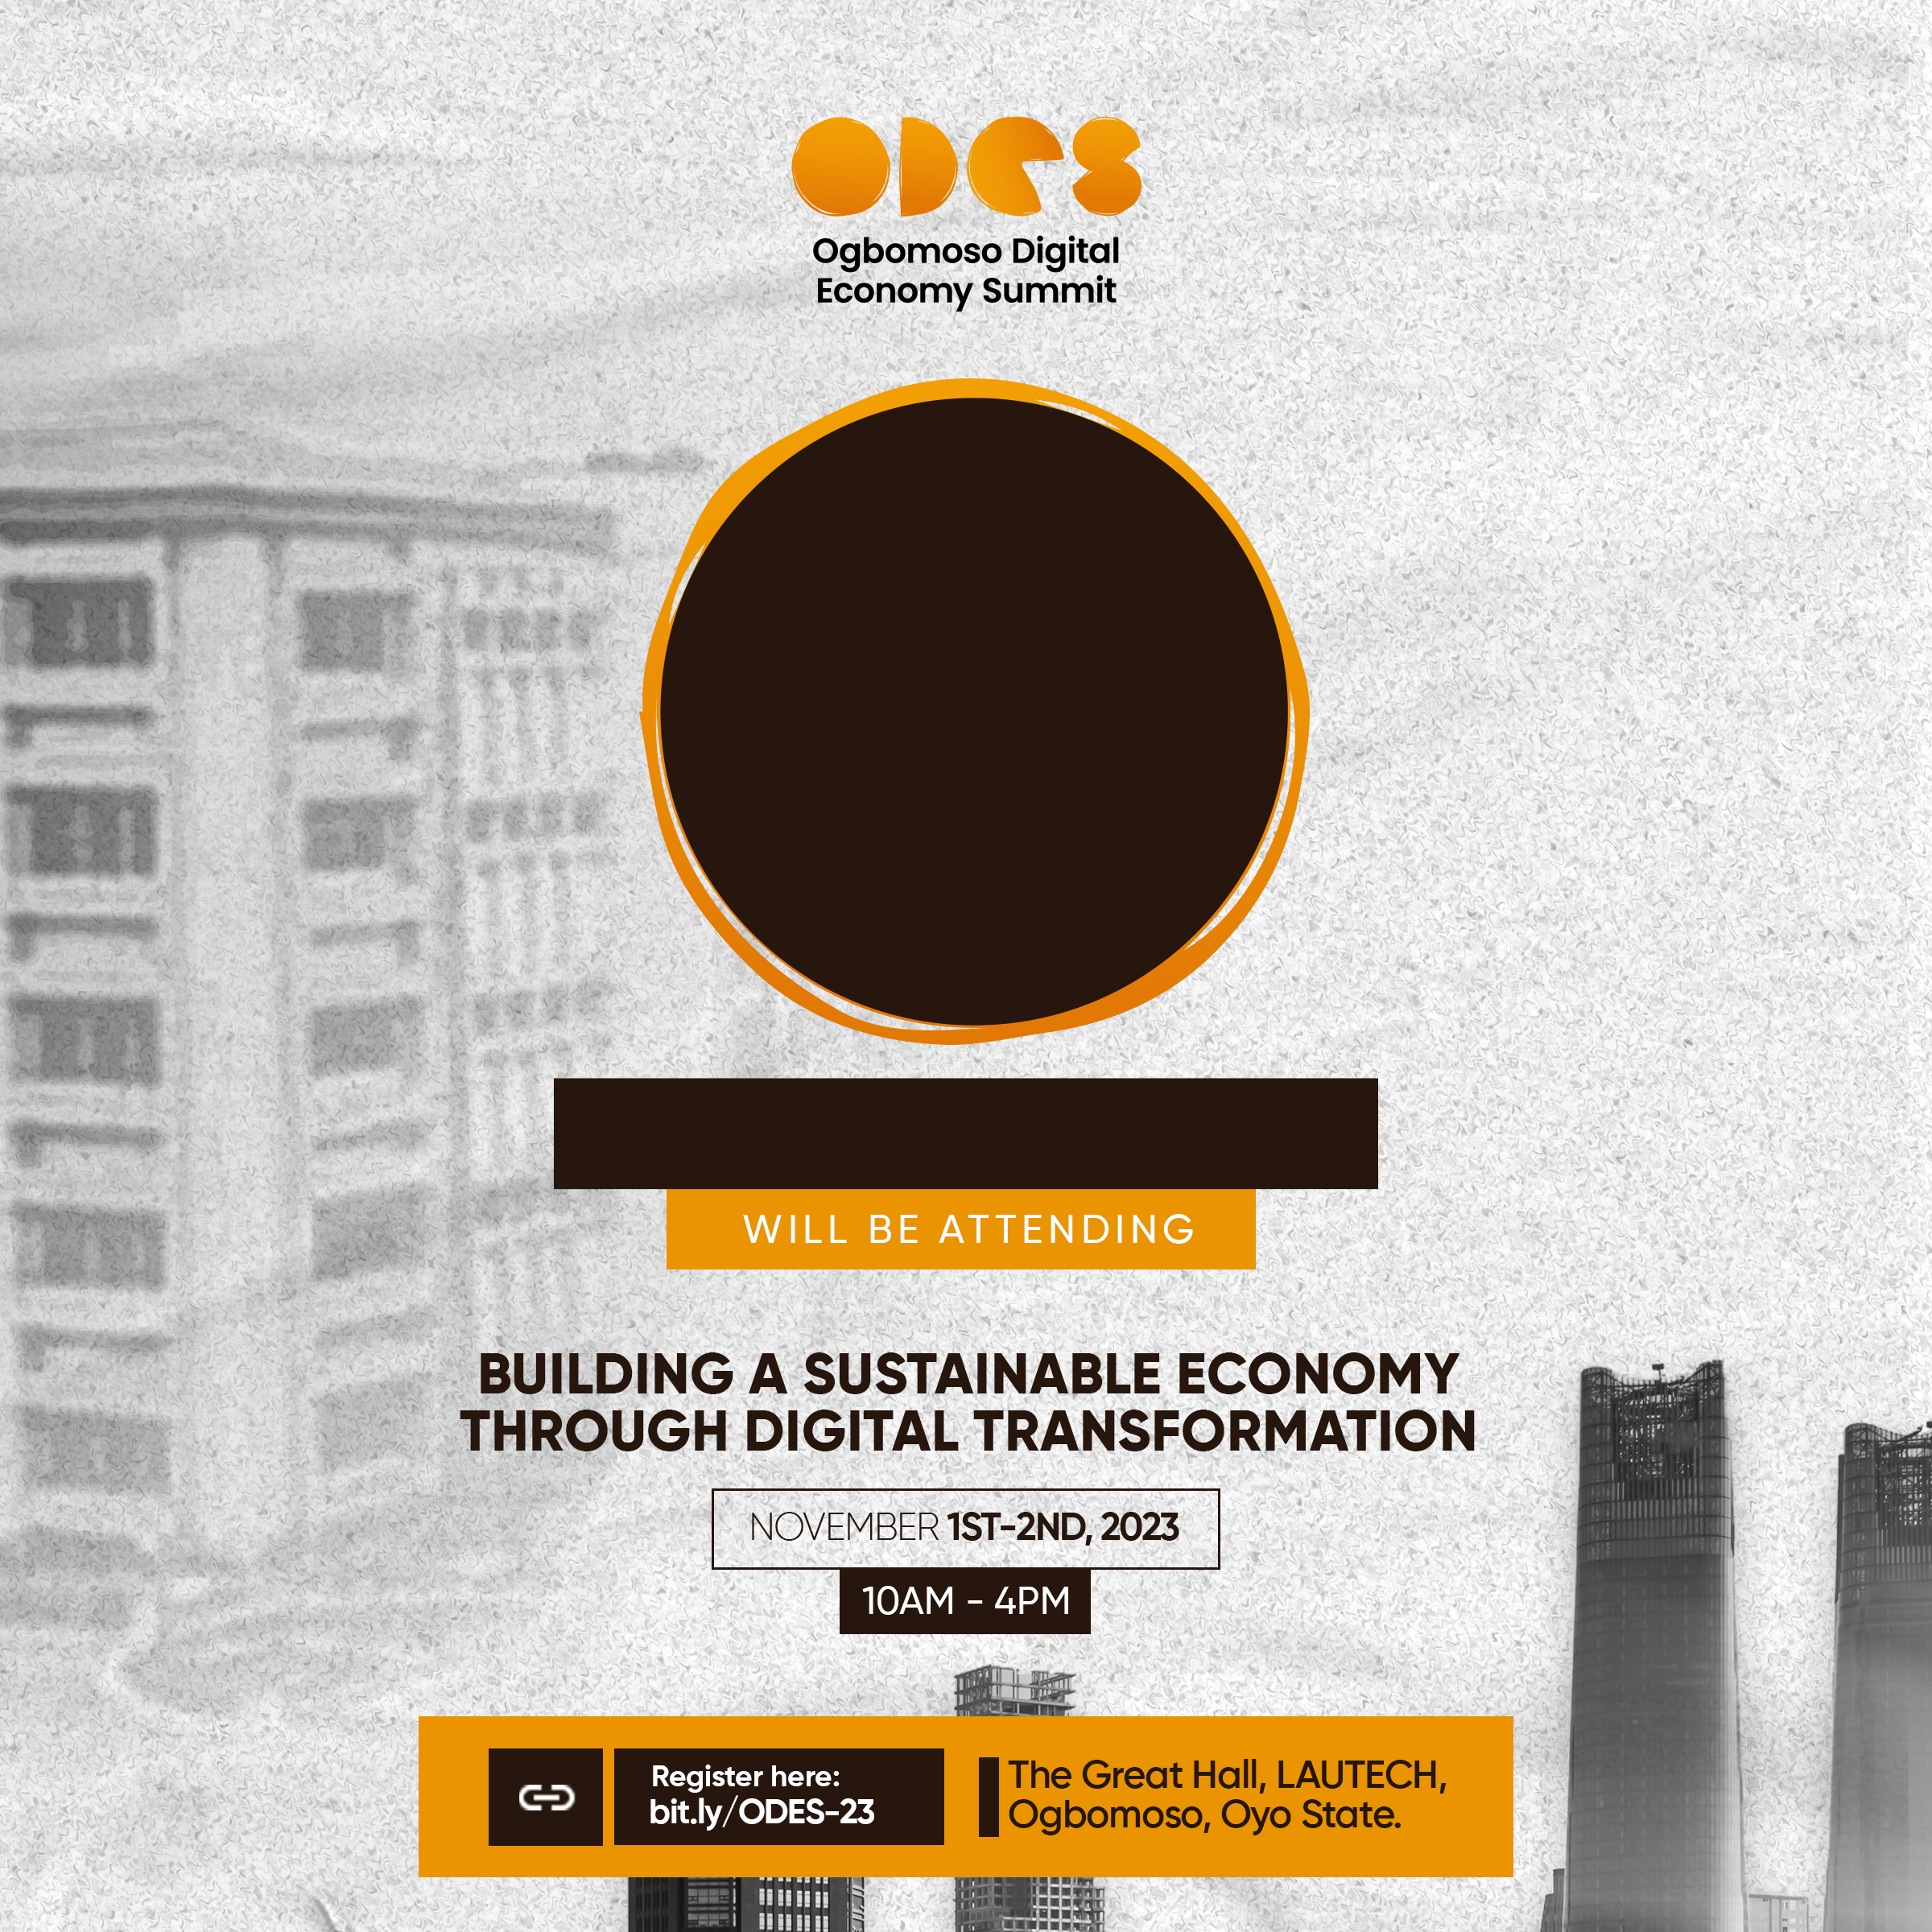 ODES
Ogbomoso Digital
Economy Summit
WILL BE ATTENDING
BUILDING A SUSTAINABLE ECONOMY
THROUGH DIGITAL TRANSFORMATION
NOVEMBER 1ST-2ND, 2023
10AM - 4PM
Register here:
bit.ly/ODES-23
The Great Hall, LAUTECH,
Ogbomoso, Oyo State.